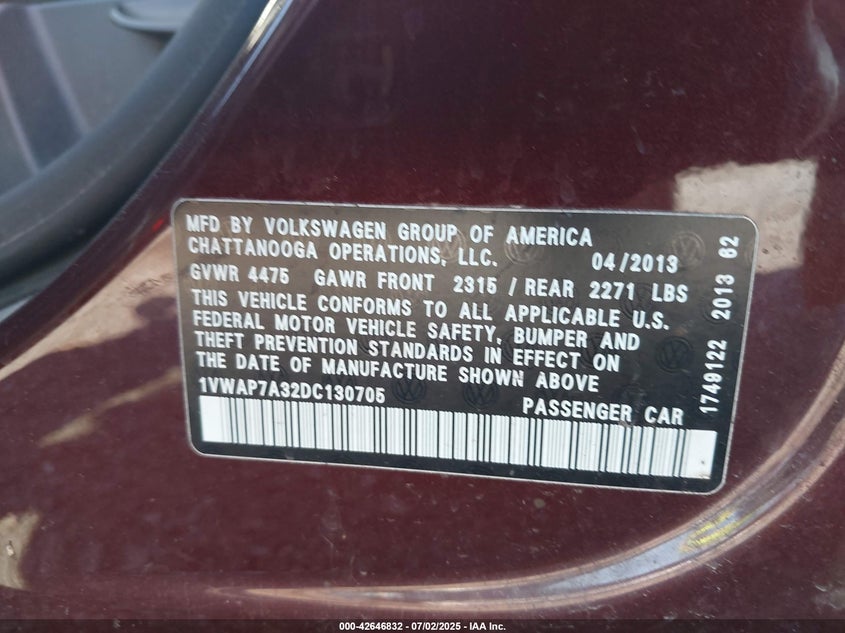 MFD BY VOLKSWAGEN GROUP OF AMERICA
CHATTANOOGA OPERATIONS, LLC. 04/2013
GVWR 4475 GAWR FRONT 2315 / REAR 2271 LBS
THIS VEHICLE CONFORMS TO ALL APPLICABLE U.S.
FEDERAL MOTOR VEHICLE SAFETY, BUMPER AND
THEFT PREVENTION STANDARDS IN EFFECT ON
THE DATE OF MANUFACTURE SHOWN ABOVE
1VWAP7A32DC130705 PASSENGER CAR
1749122 2013 62
000-42646832 - 07/02/2025 - IAA Inc.